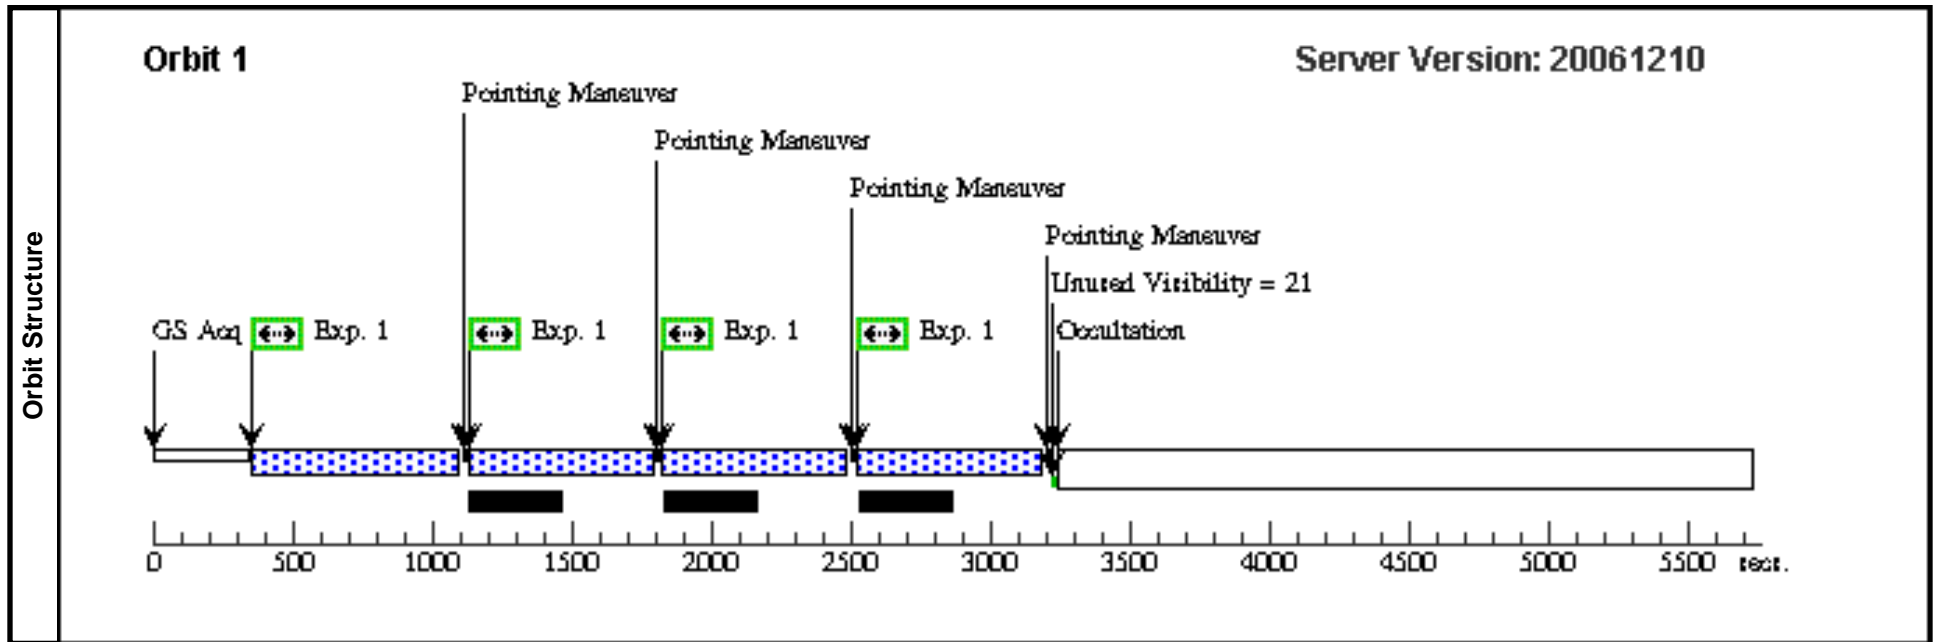 Orbit Structure
Orbit 1
Server Version: 20061210
Pointing Maneuver
Pointing Maneuver
Pointing Maneuver
Pointing Maneuver
Unused Visibility = 21
GS Acq
Exp. 1
Exp. 1
Exp. 1
Exp. 1
Occultation
0 500 1000 1500 2000 2500 3000 3500 4000 4500 5000 5500 secs.